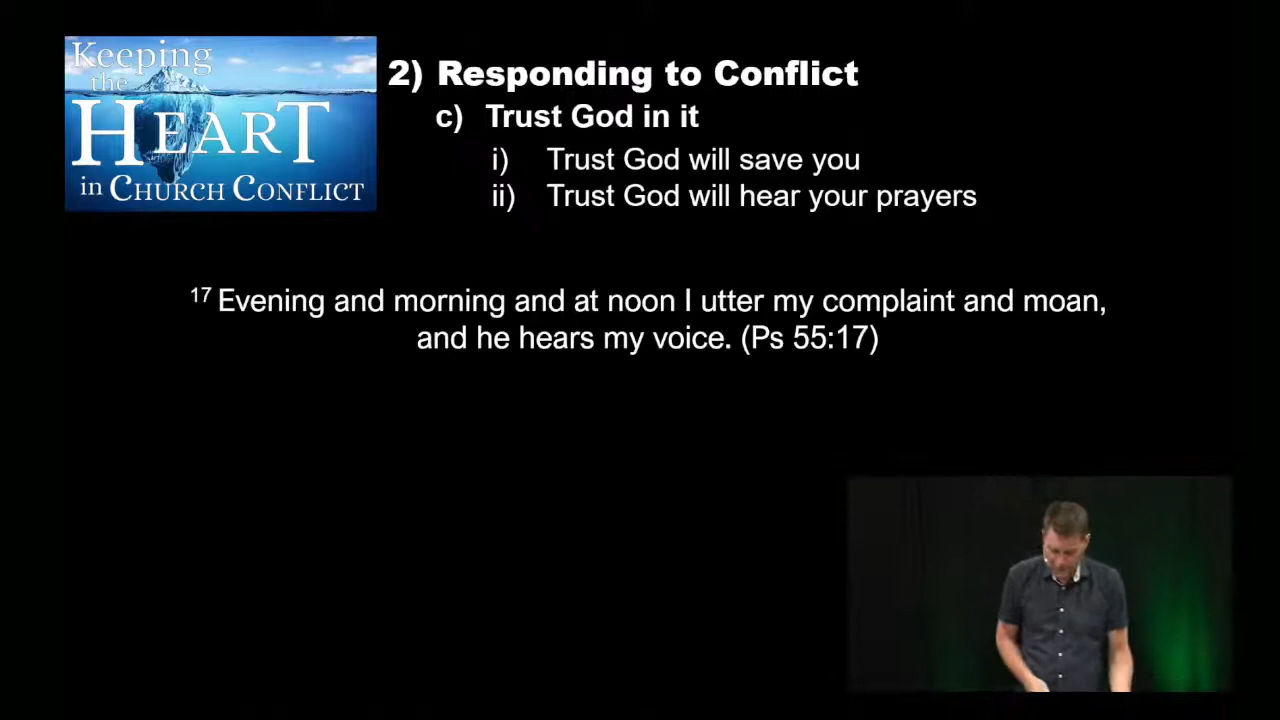 Keeping
the
HEART
in CHURCH CONFLICT
2) Responding to Conflict
c) Trust God in it
i) Trust God will save you
ii) Trust God will hear your prayers
17 Evening and morning and at noon I utter my complaint and moan,
and he hears my voice. (Ps 55:17)